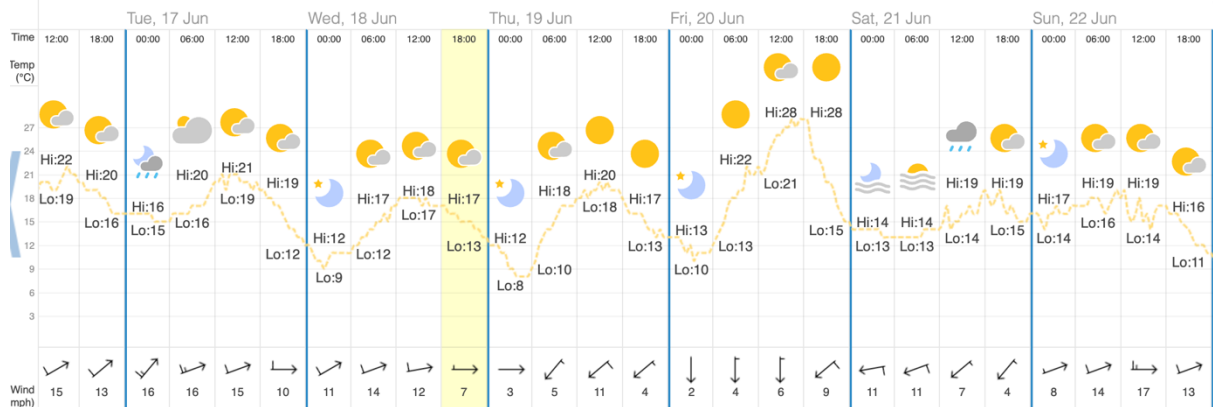 Tue, 17 Jun Wed, 18 Jun Thu, 19 Jun Fri, 20 Jun Sat, 21 Jun Sun, 22 Jun
Time 12:00 18:00 00:00 06:00 12:00 18:00 00:00 06:00 12:00 18:00 00:00 06:00 12:00 18:00 00:00 06:00 12:00 18:00 00:00 06:00 12:00 18:00 00:00 06:00 12:00 18:00
Temp
(°C)
Hi:28 Hi:28
27
24
Hi:22 Hi:20 Hi:20 Hi:21 Hi:19 Hi:17 Hi:18 Hi:17 Hi:18 Hi:20 Hi:17 Hi:22 Lo:21 Hi:19 Hi:19 Hi:17 Hi:19 Hi:19 Hi:16
21
Lo:19 Hi:16 Lo:19
18
Lo:16 Lo:15 Lo:16 Lo:17 Lo:18 Lo:15 Hi:14 Hi:14 Lo:14 Lo:15 Lo:14 Lo:16 Lo:14
15
Lo:12 Hi:12 Lo:12 Lo:13 Hi:12 Lo:13 Hi:13 Lo:13 Lo:13 Lo:13
12
Lo:9 Lo:8 Lo:10 Lo:10 Lo:11
9
6
3
Wind
mph)
15 13 16 16 15 10 11 14 12 7 3 5 11 4 2 4 6 9 11 11 7 4 8 14 17 13